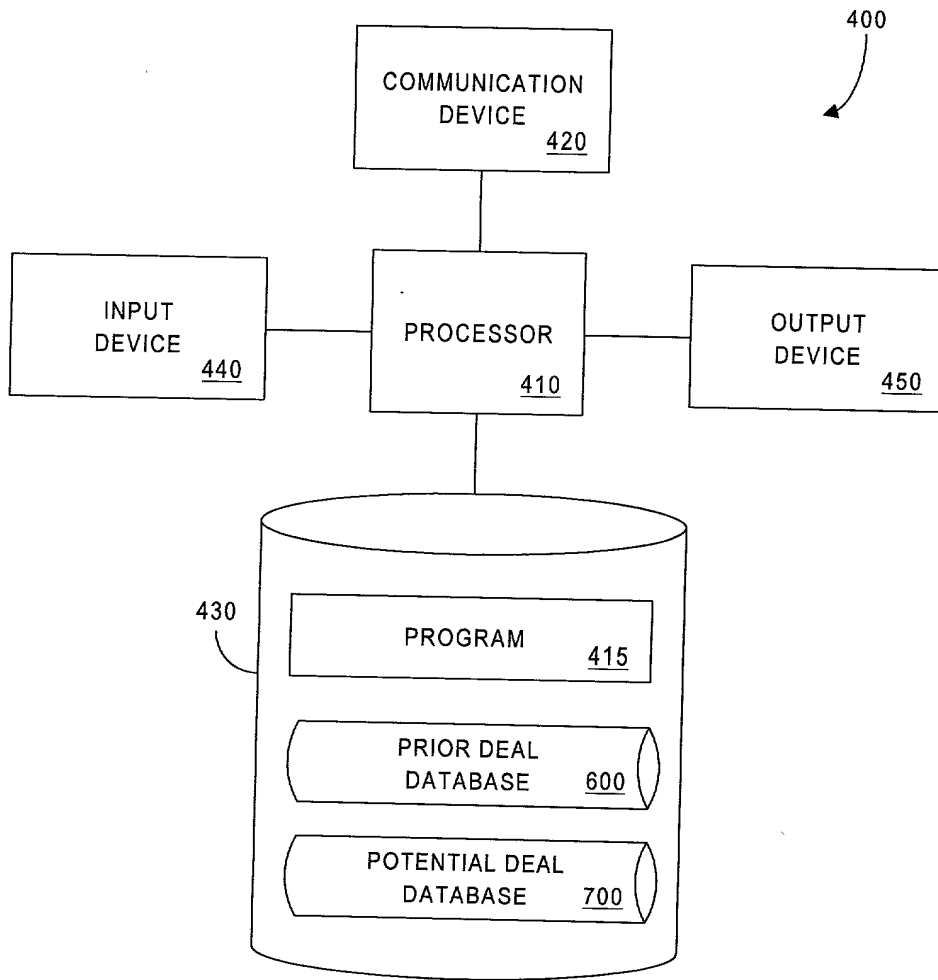 400
COMMUNICATION
DEVICE
420
INPUT
DEVICE
440
PROCESSOR
410
OUTPUT
DEVICE
450
430
PROGRAM
415
PRIOR DEAL
DATABASE
600
POTENTIAL DEAL
DATABASE
700